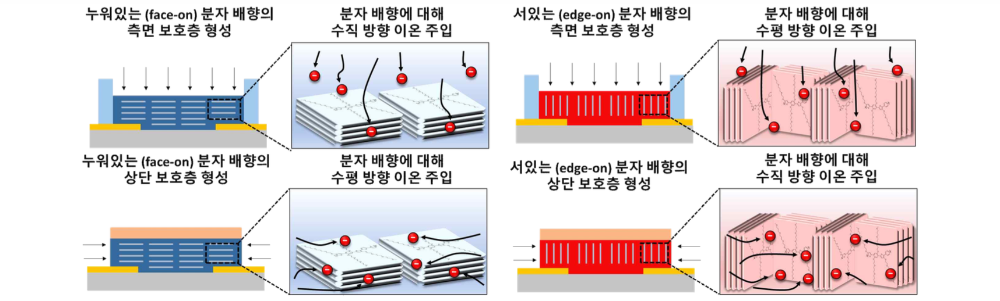 누워있는 (face-on) 분자 배향의
측면 보호층 형성
분자 배향에 대해
수직 방향 이온 주입
서있는 (edge-on) 분자 배향의
측면 보호층 형성
분자 배향에 대해
수평 방향 이온 주입
누워있는 (face-on) 분자 배향의
상단 보호층 형성
분자 배향에 대해
수평 방향 이온 주입
서있는 (edge-on) 분자 배향의
상단 보호층 형성
분자 배향에 대해
수직 방향 이온 주입